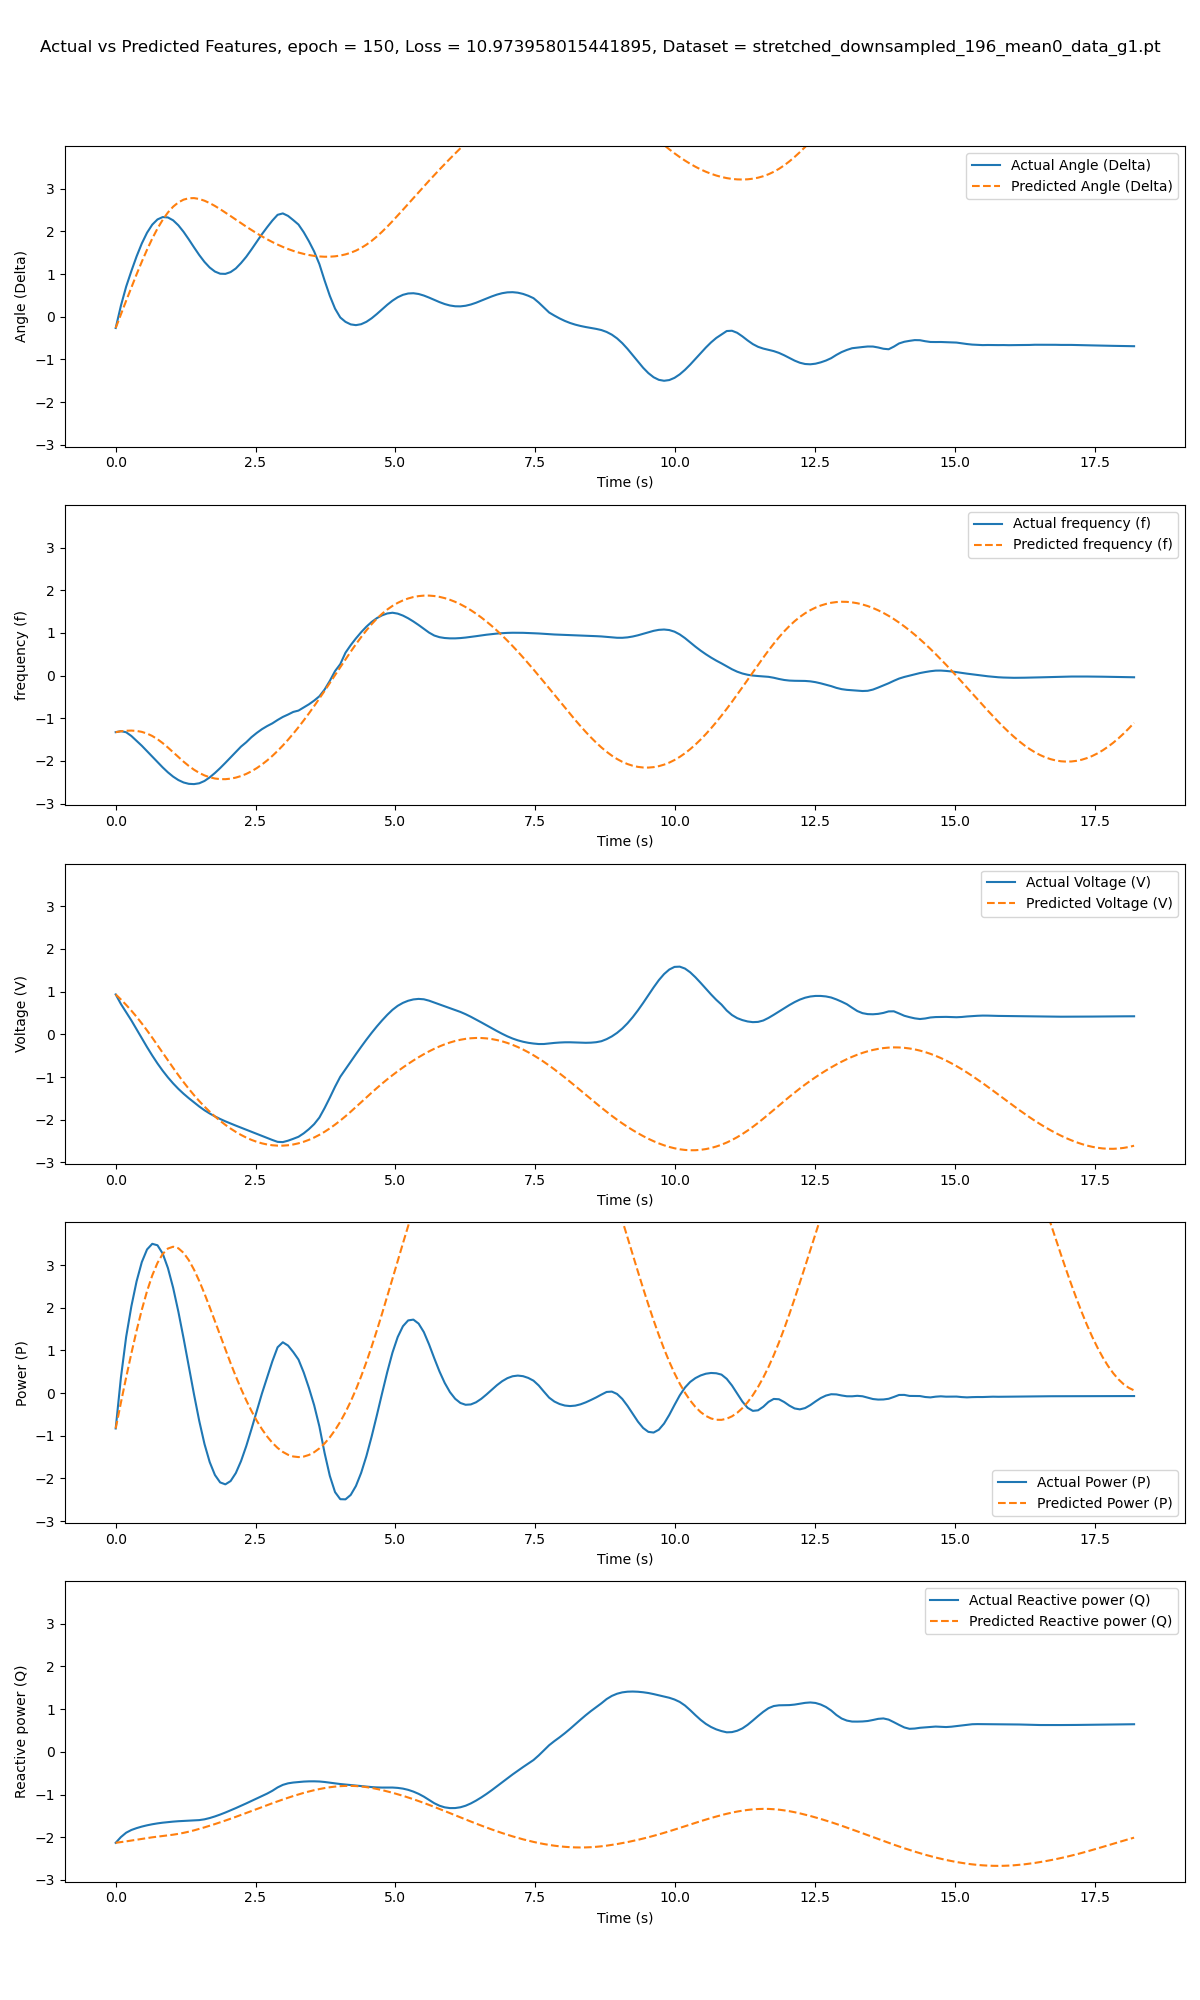 Actual vs Predicted Features, epoch = 150, Loss = 10.973958015441895, Dataset = stretched_downsampled_196_mean0_data_g1.pt
Actual Angle (Delta)
Predicted Angle (Delta)
Angle (Delta)
3
2
1
0
−1
−2
−3
0.0 2.5 5.0 7.5 10.0 12.5 15.0 17.5
Time (s)
Actual frequency (f)
Predicted frequency (f)
frequency (f)
3
2
1
0
−1
−2
−3
0.0 2.5 5.0 7.5 10.0 12.5 15.0 17.5
Time (s)
Actual Voltage (V)
Predicted Voltage (V)
Voltage (V)
3
2
1
0
−1
−2
−3
0.0 2.5 5.0 7.5 10.0 12.5 15.0 17.5
Time (s)
Power (P)
3
2
1
0
−1
−2
−3
Actual Power (P)
Predicted Power (P)
0.0 2.5 5.0 7.5 10.0 12.5 15.0 17.5
Time (s)
Actual Reactive power (Q)
Predicted Reactive power (Q)
Reactive power (Q)
3
2
1
0
−1
−2
−3
0.0 2.5 5.0 7.5 10.0 12.5 15.0 17.5
Time (s)